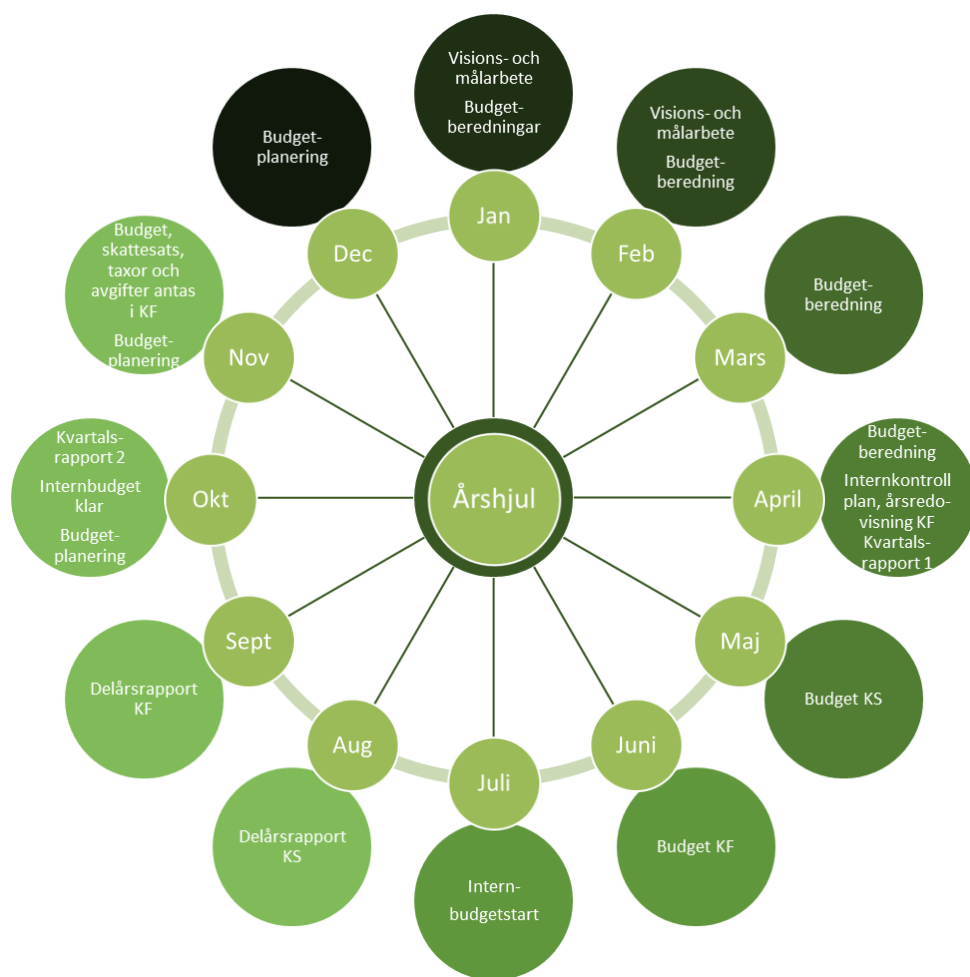 Visions- och
målarbete
Budget-
beredningar
Jan
Visions- och
målarbete
Budget-
beredning
Feb
Budget-
beredning
Mars
Budget-
beredning
Internkontroll
plan, årsredo-
visning KF
Kvartals-
rapport 1
April
Budget KS
Maj
Budget KF
Juni
Intern-
budgetstart
Juli
Delårsrapport
KS
Aug
Delårsrapport
KF
Sept
Kvartals-
rapport 2
Internbudget
klar
Budget-
planering
Okt
Budget,
skattesats,
taxor och
avgifter antas
i KF
Budget-
planering
Nov
Budget-
planering
Dec
Årshjul